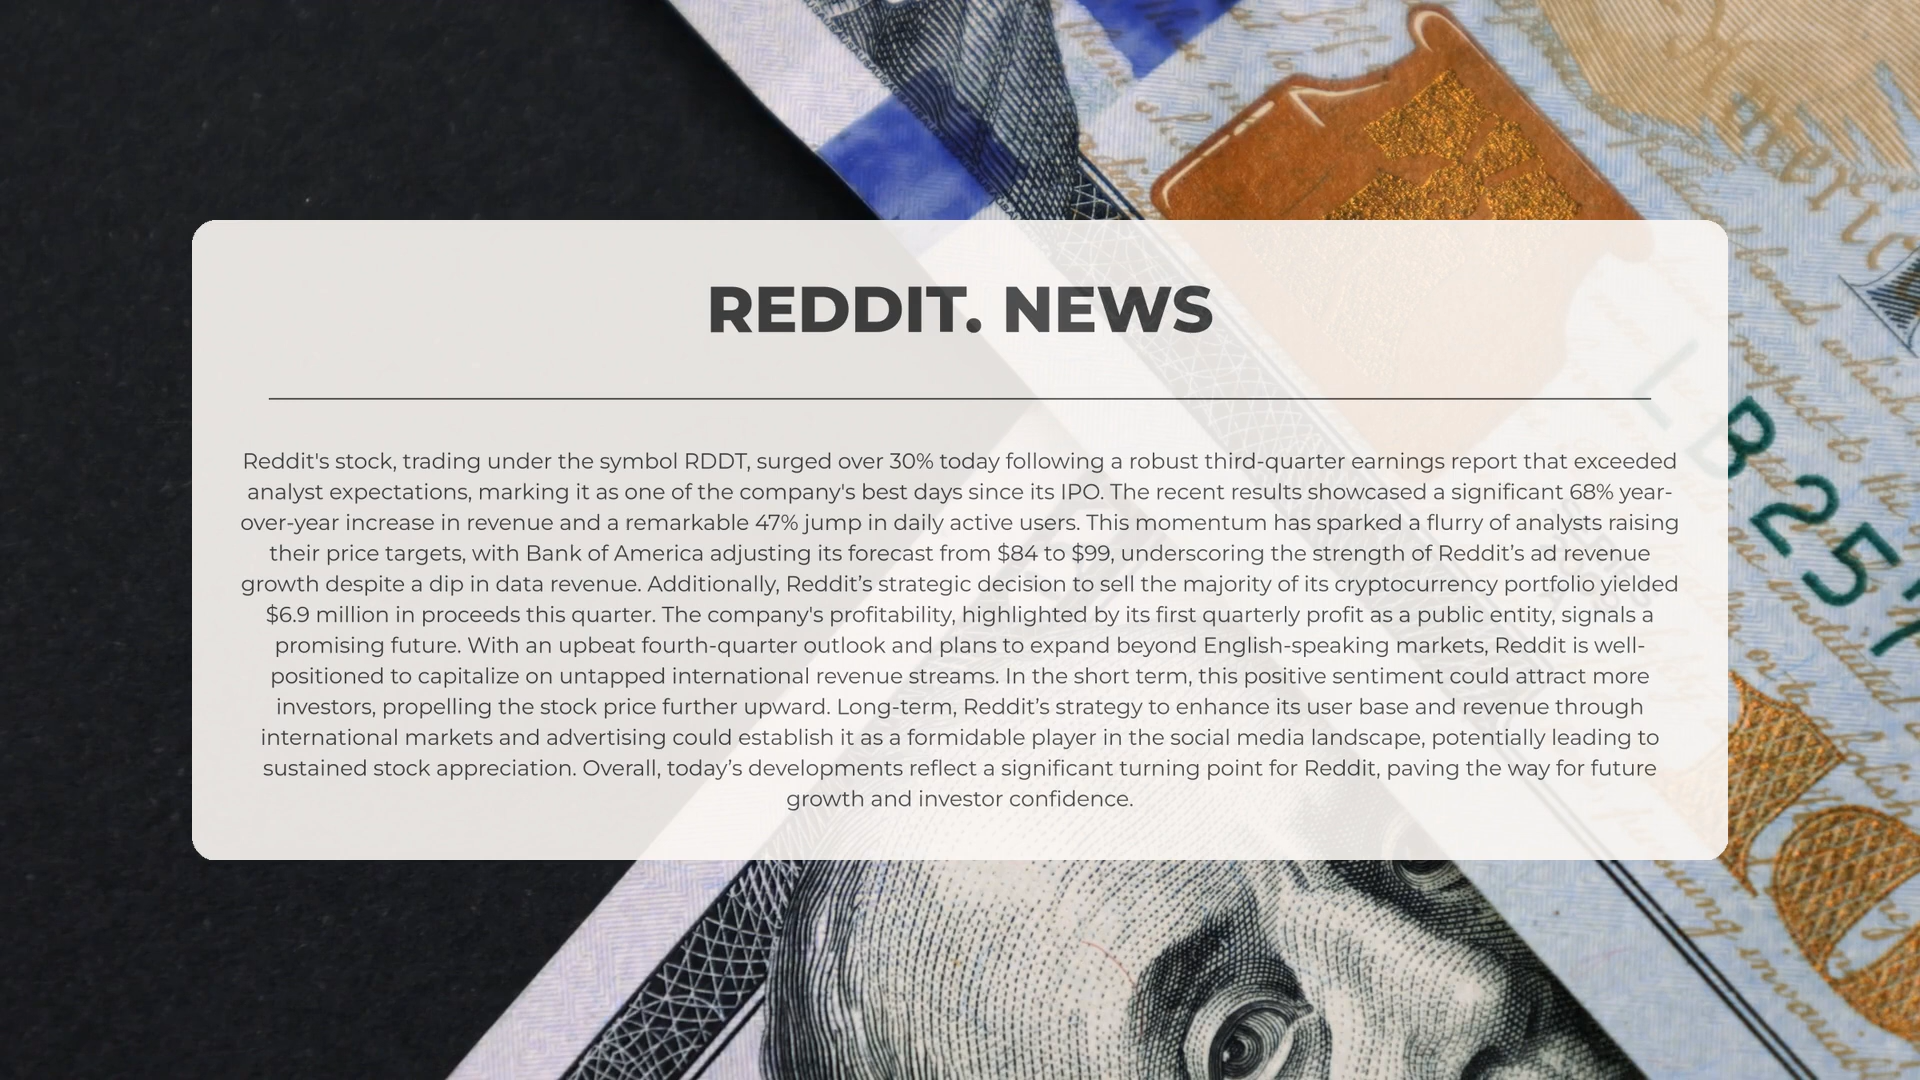 REDDIT. NEWS
Reddit's stock, trading under the symbol RDDT, surged over 30% today following a robust third-quarter earnings report that exceeded
analyst expectations, marking it as one of the company's best days since its IPO. The recent results showcased a significant 68% year-
over-year increase in revenue and a remarkable 47% jump in daily active users. This momentum has sparked a flurry of analysts raising
their price targets, with Bank of America adjusting its forecast from $84 to $99, underscoring the strength of Reddit’s ad revenue
growth despite a dip in data revenue. Additionally, Reddit’s strategic decision to sell the majority of its cryptocurrency portfolio yielded
$6.9 million in proceeds this quarter. The company's profitability, highlighted by its first quarterly profit as a public entity, signals a
promising future. With an upbeat fourth-quarter outlook and plans to expand beyond English-speaking markets, Reddit is well-
positioned to capitalize on untapped international revenue streams. In the short term, this positive sentiment could attract more
investors, propelling the stock price further upward. Long-term, Reddit’s strategy to enhance its user base and revenue through
international markets and advertising could establish it as a formidable player in the social media landscape, potentially leading to
sustained stock appreciation. Overall, today’s developments reflect a significant turning point for Reddit, paving the way for future
growth and investor confidence.
LB257